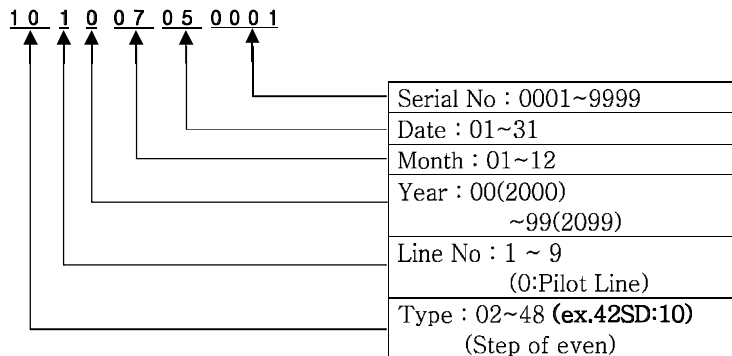 10 1 0 07 05 0001
Serial No : 0001~9999
Date : 01~31
Month : 01~12
Year : 00(2000)
~99(2099)
Line No : 1 ~ 9
(0:Pilot Line)
Type : 02~48 (ex.42SD:10)
(Step of even)